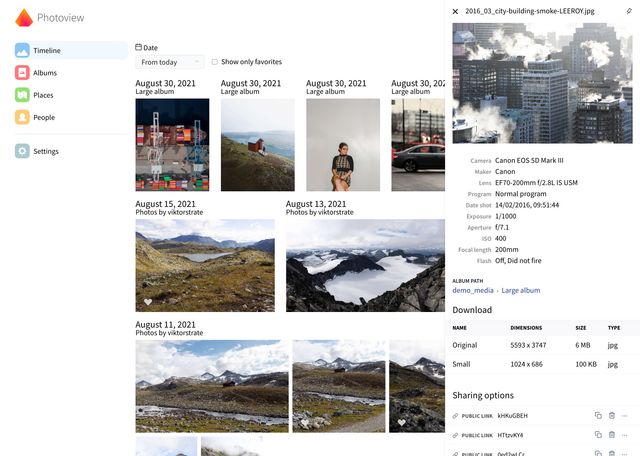 Photoview
Timeline
Albums
Places
People
Settings
Date
From today
Show only favorites
August 30, 2021
Large album
August 30, 2021
Large album
August 30, 2021
Large album
August 30, 202
Large album
August 15, 2021
Photos by viktorstrate
August 13, 2021
Photos by viktorstrate
August 11, 2021
Photos by viktorstrate
2016_03_city-building-smoke-LEEROY.jpg
Camera Canon EOS 5D Mark III
Maker Canon
Lens EF70-200mm f/2.8L IS USM
Program Normal program
Date shot 14/02/2016, 09:51:44
Exposure 1/1000
Aperture f/7.1
ISO 400
Focal length 200mm
Flash Off, Did not fire
ALBUM PATH
demo_media › Large album
Download
NAME DIMENSIONS SIZE TYPE
Original 5593 x 3747 6 MB jpg
Small 1024 x 686 100 KB jpg
Sharing options
PUBLIC LINK kHKuGBEH
PUBLIC LINK HTtzvKY4
PUBLIC LINK